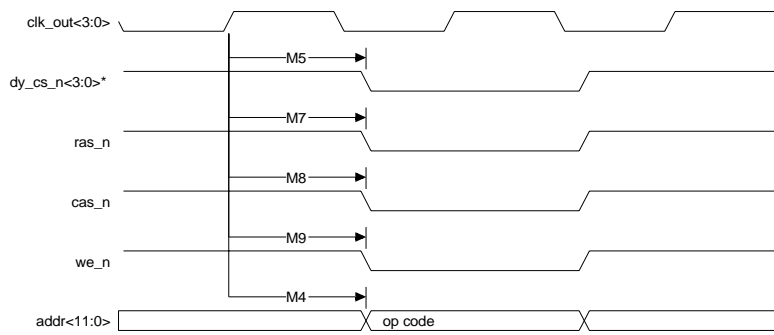 clk_out<3:0>
M5
dy_cs_n<3:0>*
M7
ras_n
M8
cas_n
M9
we_n
M4
addr<11:0>
op code